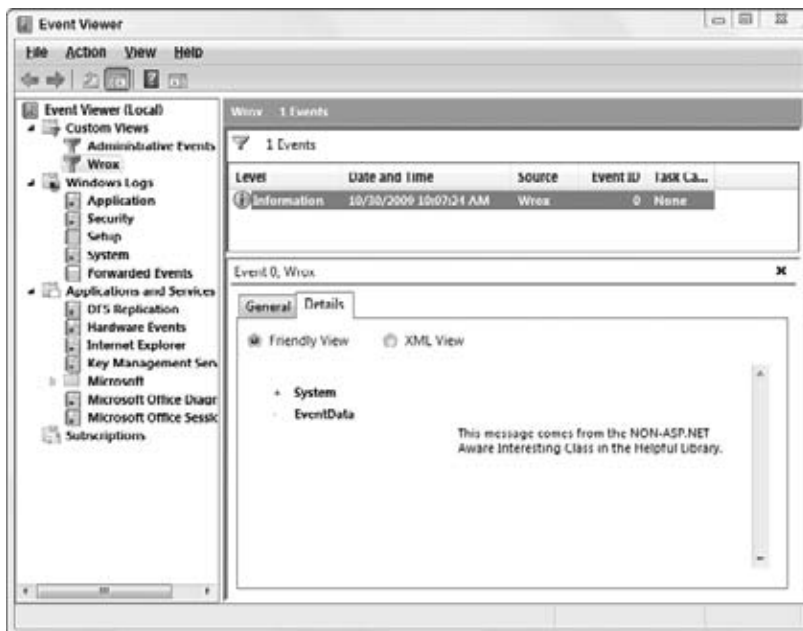 Event Viewer
File Action View Help
Event Viewer (Local)
Custom Views
Administrative Events
Wrox
Windows Logs
Application
Security
Setup
System
Forwarded Events
Applications and Services
DFS Replication
Hardware Events
Internet Explorer
Key Management Serv
Microsoft
Microsoft Office Diagr
Microsoft Office Sessic
Subscriptions
Wrox 1 Events
1 Events
Level Date and Time Source Event ID Task Ca...
Information 10/30/2009 10:07:24 AM Wrox 0 None
Event 0, Wrox
General Details
Friendly View XML View
+ System
- EventData
This message comes from the NON-ASP.NET
Aware Interesting Class in the Helpful Library.